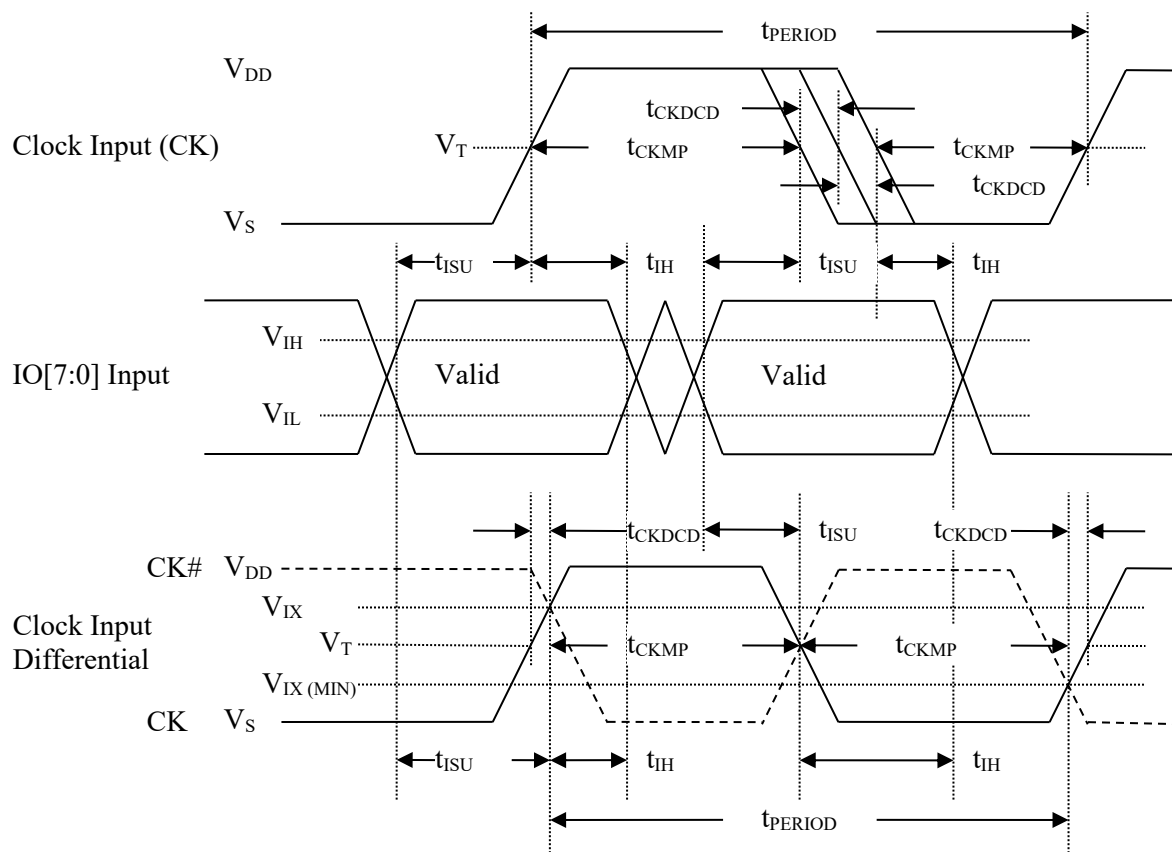 tPERIOD
VDD
tCKDCD
Clock Input (CK)
VT
tCKMP
tCKMP
tCKDCD
VS
tISU
tIH
tISU
tIH
VIH
IO[7:0] Input
Valid
Valid
VIL
tCKDCD
tISU
tCKDCD
CK#
VDD
VIX
Clock Input
Differential
VT
tCKMP
tCKMP
VIX (MIN)
CK
VS
tISU
tIH
tIH
tPERIOD